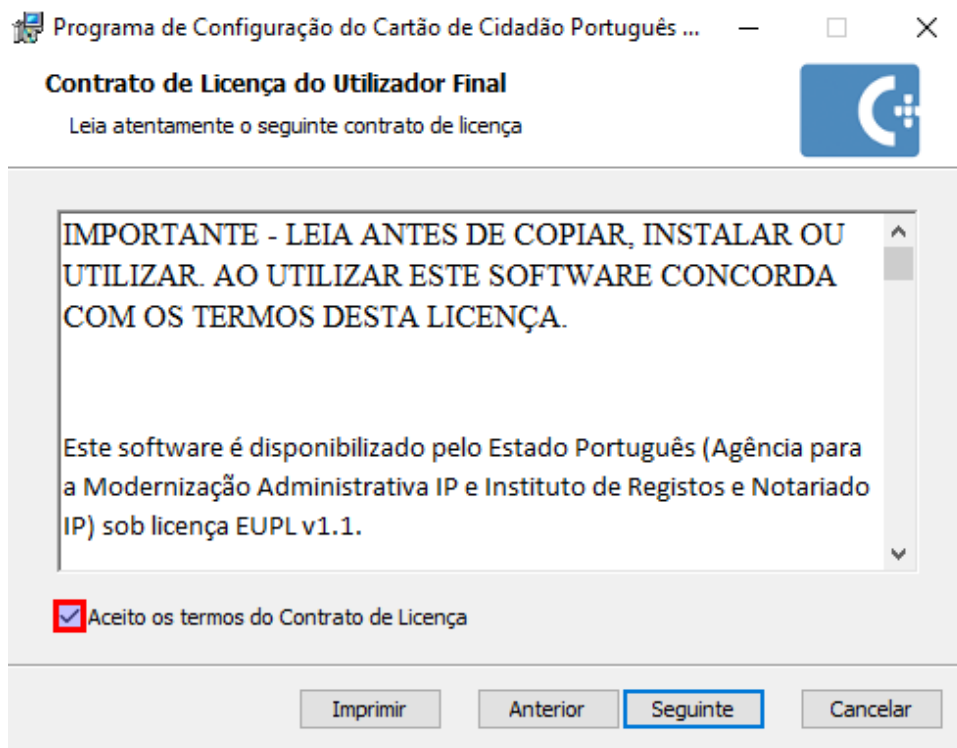 Programa de Configuração do Cartão de Cidadão Português ...
Contrato de Licença do Utilizador Final
Leia atentamente o seguinte contrato de licença
IMPORTANTE - LEIA ANTES DE COPIAR, INSTALAR OU
UTILIZAR. AO UTILIZAR ESTE SOFTWARE CONCORDA
COM OS TERMOS DESTA LICENÇA.
Este software é disponibilizado pelo Estado Português (Agência para
a Modernização Administrativa IP e Instituto de Registos e Notariado
IP) sob licença EUPL v1.1.
Aceito os termos do Contrato de Licença
Imprimir Anterior Seguinte Cancelar